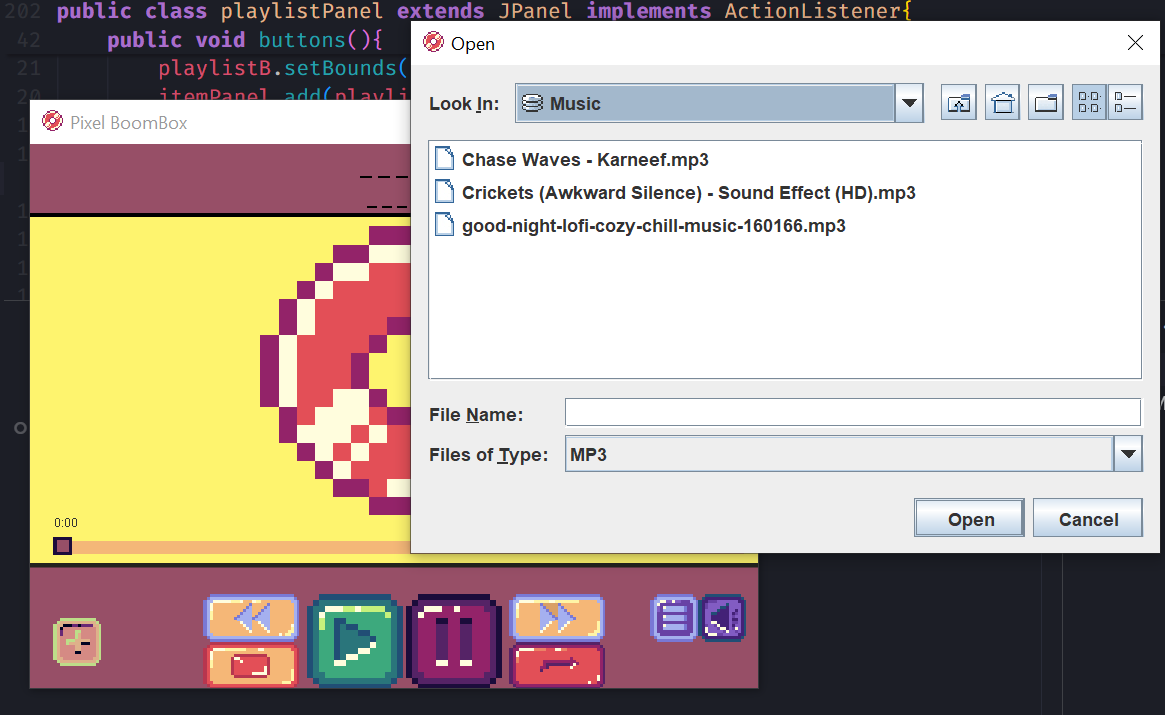 202 public class playlistPanel extends JPanel implements ActionListener{
42 public void buttons(){
21 playlistB.setBounds(
20 itemPanel.add(playli
Open
Look In: Music
Chase Waves - Karneef.mp3
Crickets (Awkward Silence) - Sound Effect (HD).mp3
good-night-lofi-cozy-chill-music-160166.mp3
File Name:
Files of Type: MP3
Open Cancel
Pixel BoomBox
0:00